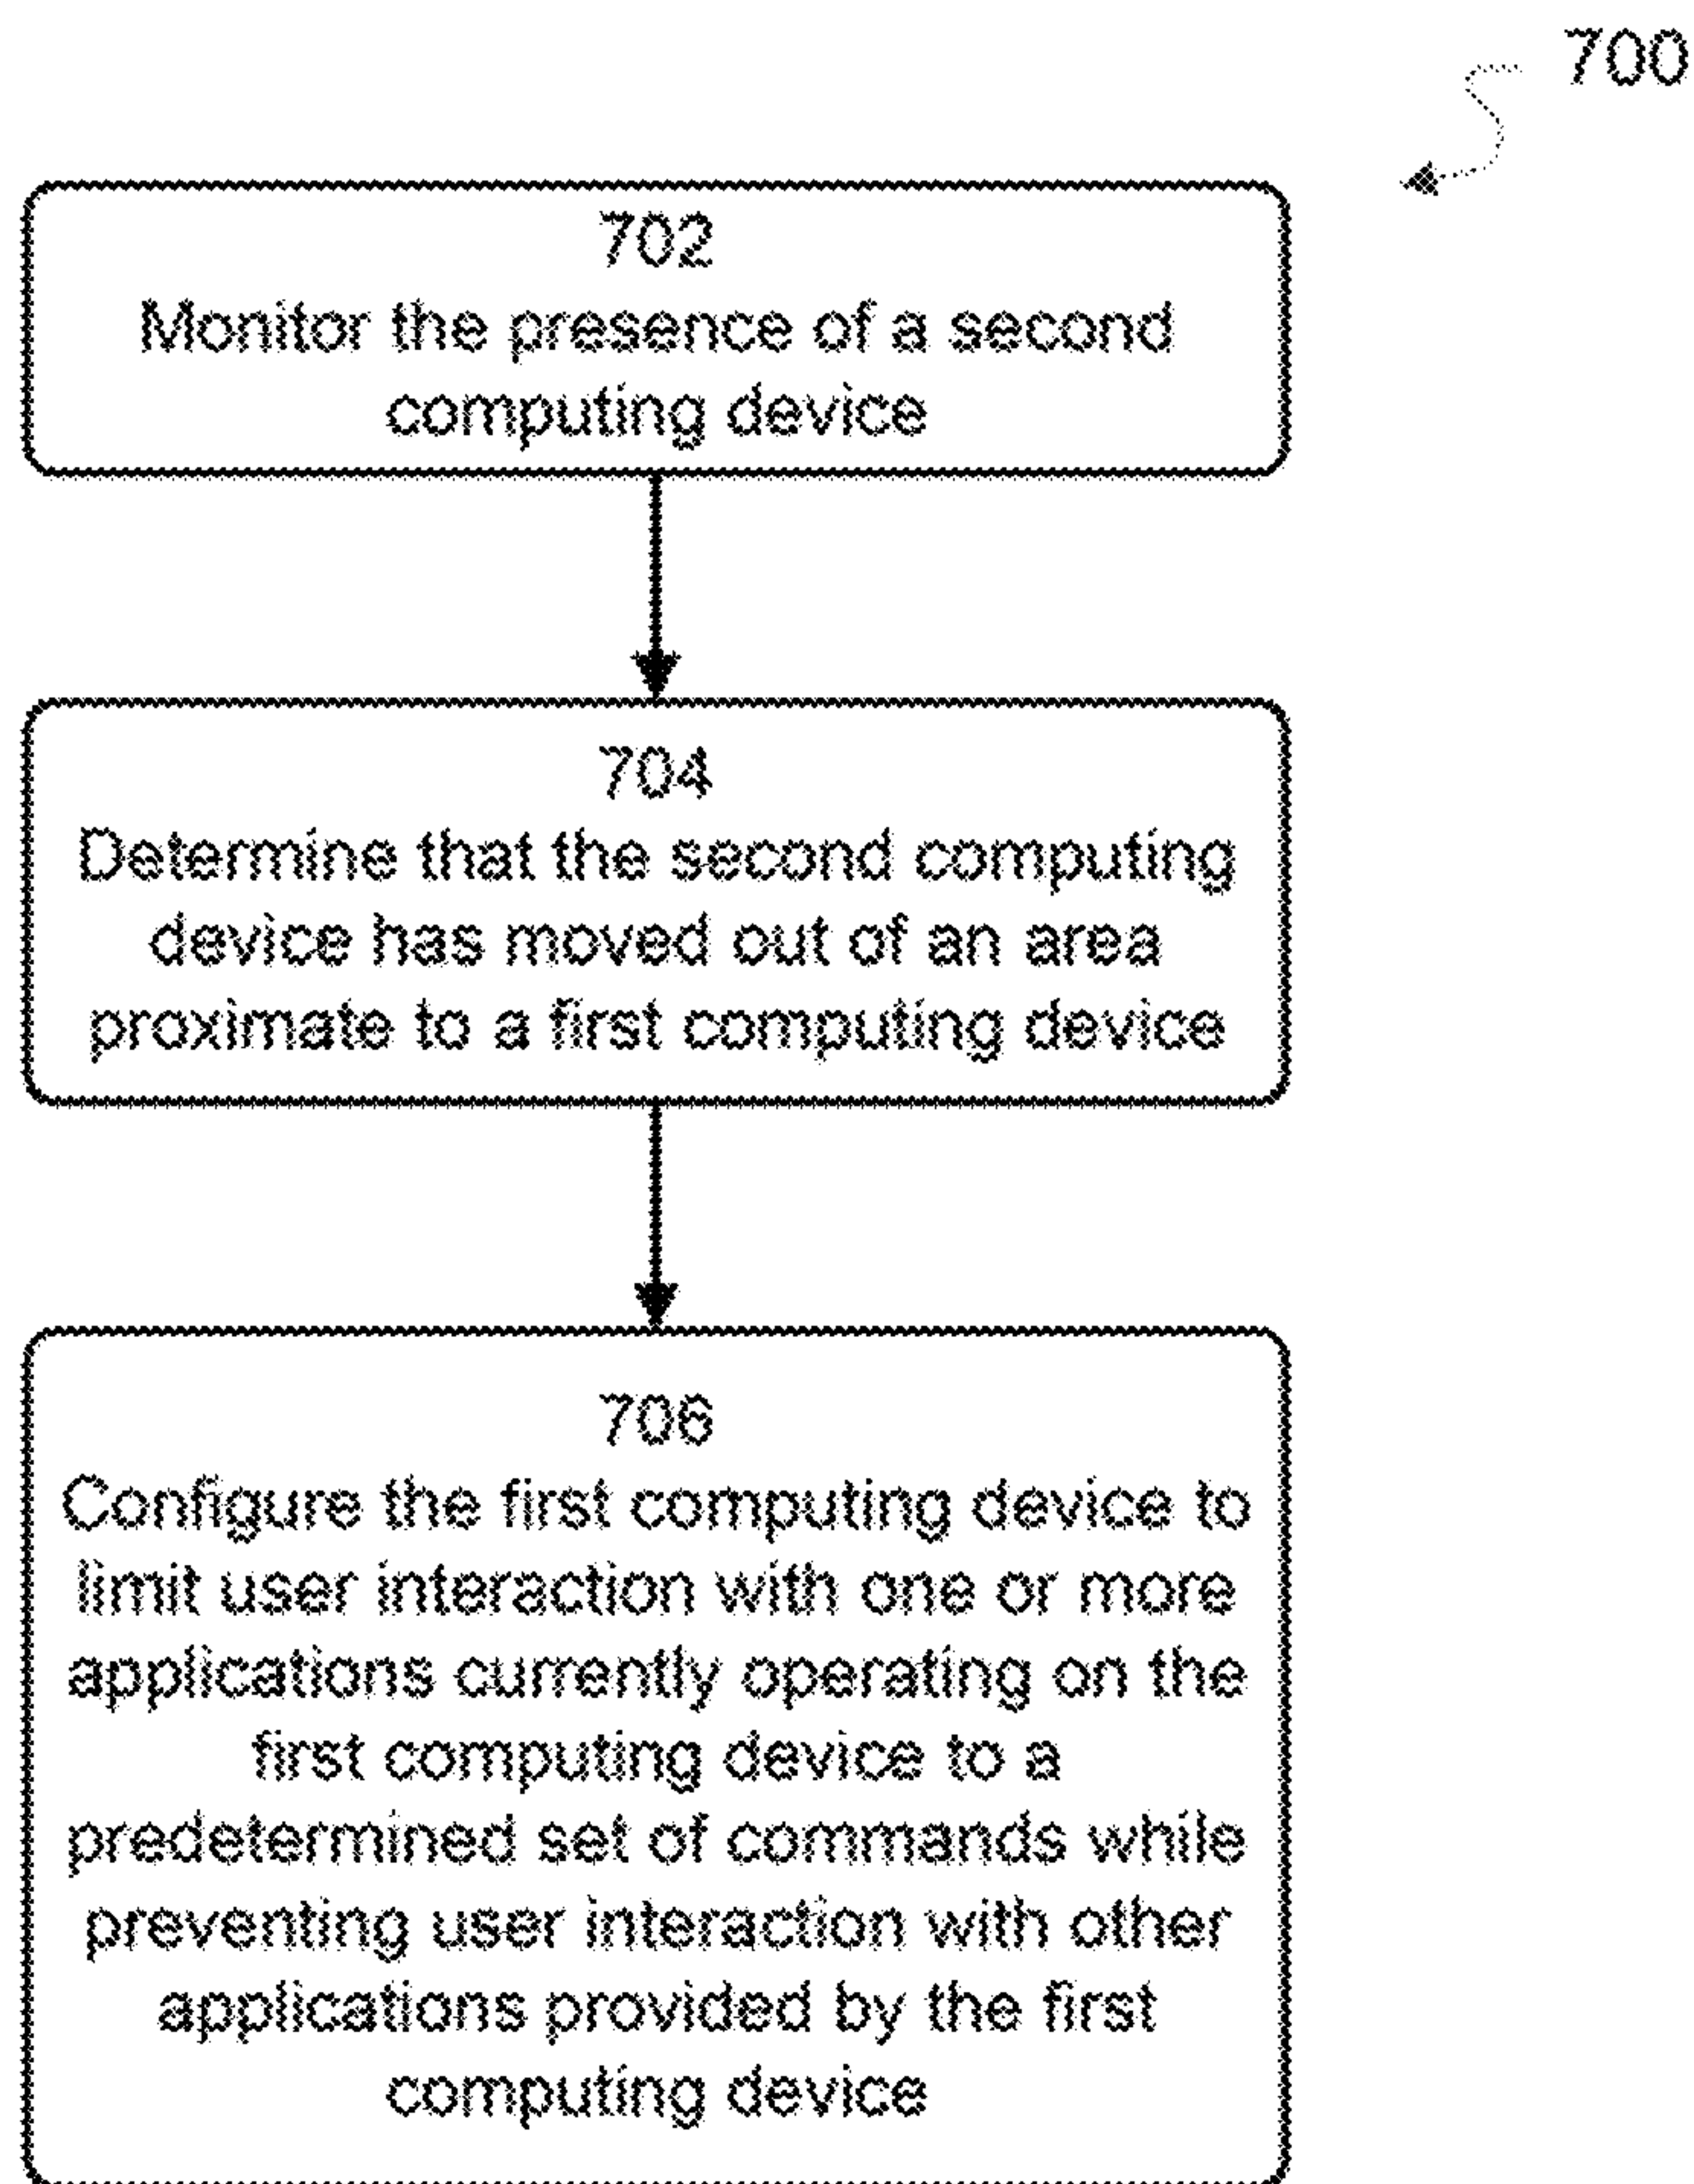 700
702
Monitor the presence of a second
computing device
704
Determine that the second computing
device has moved out of an area
proximate to a first computing device
706
Configure the first computing device to
limit user interaction with one or more
applications currently operating on the
first computing device to a
predetermined set of commands while
preventing user interaction with other
applications provided by the first
computing device